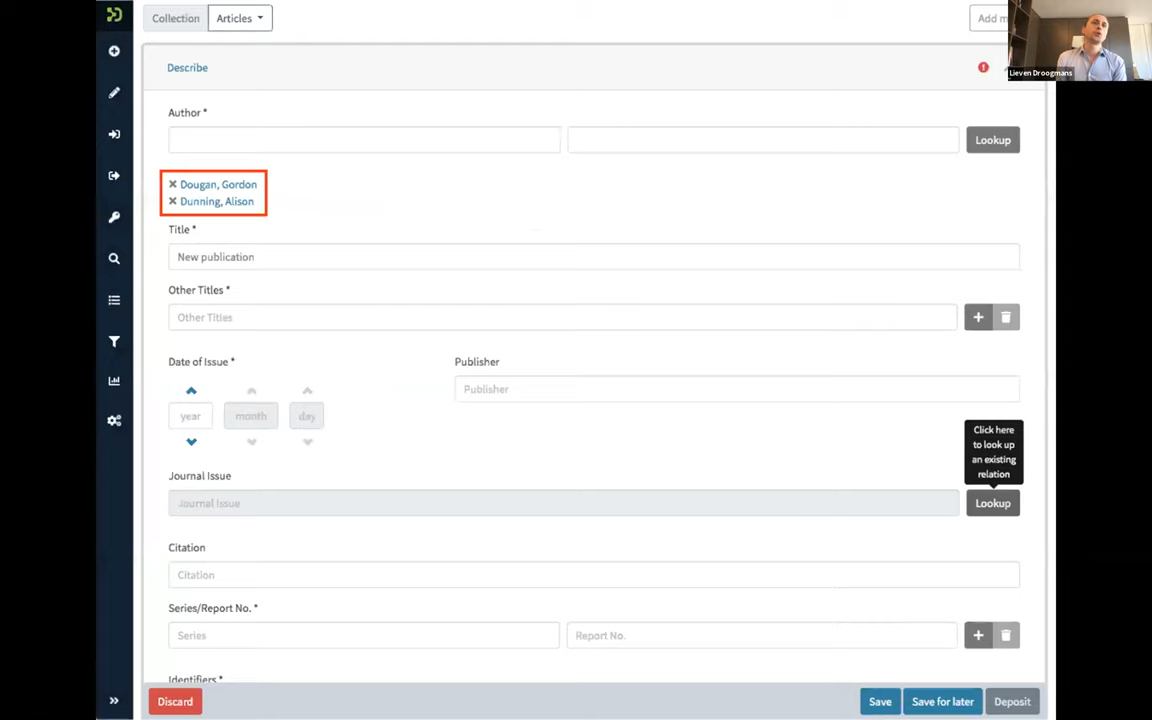 Collection
Articles
Add m
Lieven Droogmans
Describe
Author *
Lookup
Dougan, Gordon
Dunning, Alison
Title *
New publication
Other Titles *
Other Titles
Date of Issue *
Publisher
year
month
day
Publisher
Click here
to look up
an existing
relation
Journal Issue
Journal Issue
Lookup
Citation
Citation
Series/Report No. *
Series
Report No.
Identifiers *
Discard
Save
Save for later
Deposit